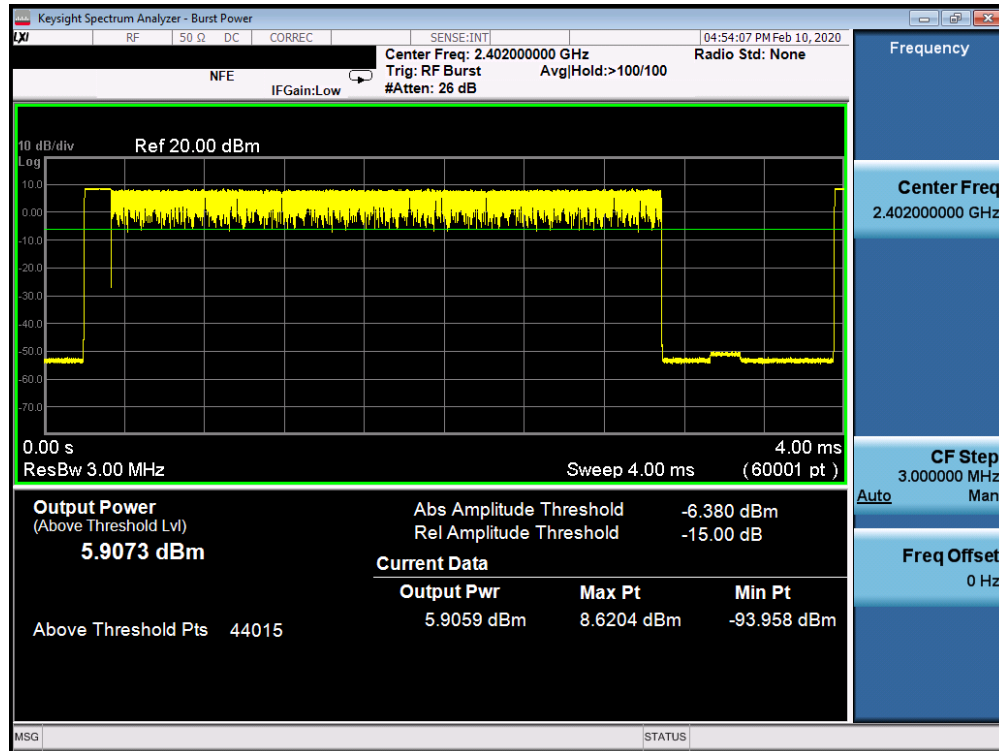 Keysight Spectrum Analyzer - Burst Power
LXI RF 50 Ω DC CORREC SENSE:INT 04:54:07 PM Feb 10, 2020
NFE
IFGain:Low
Center Freq: 2.402000000 GHz
Trig: RF Burst Avg|Hold:>100/100
#Atten: 26 dB
Radio Std: None
Frequency
10 dB/div
Log
Ref 20.00 dBm
10.0
0.00
-10.0
-20.0
-30.0
-40.0
-50.0
-60.0
-70.0
0.00 s 4.00 ms
ResBw 3.00 MHz Sweep 4.00 ms (60001 pt)
Center Freq
2.402000000 GHz
CF Step
3.000000 MHz
Auto Man
Freq Offset
0 Hz
Output Power
(Above Threshold Lvl)
5.9073 dBm
Above Threshold Pts 44015
Abs Amplitude Threshold -6.380 dBm
Rel Amplitude Threshold -15.00 dB
Current Data
Output Pwr Max Pt Min Pt
5.9059 dBm 8.6204 dBm -93.958 dBm
MSG STATUS